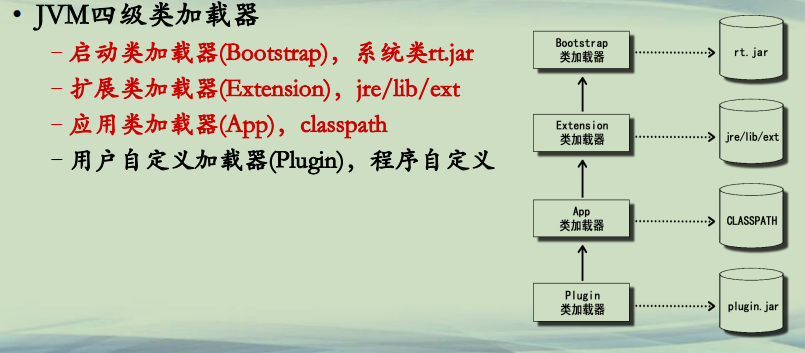 • JVM四级类加载器
– 启动类加载器(Bootstrap)，系统类rt.jar
– 扩展类加载器(Extension)，jre/lib/ext
– 应用类加载器(App)，classpath
– 用户自定义加载器(Plugin)，程序自定义
Bootstrap
类加载器
rt.jar
Extension
类加载器
jre/lib/ext
App
类加载器
CLASSPATH
Plugin
类加载器
plugin.jar